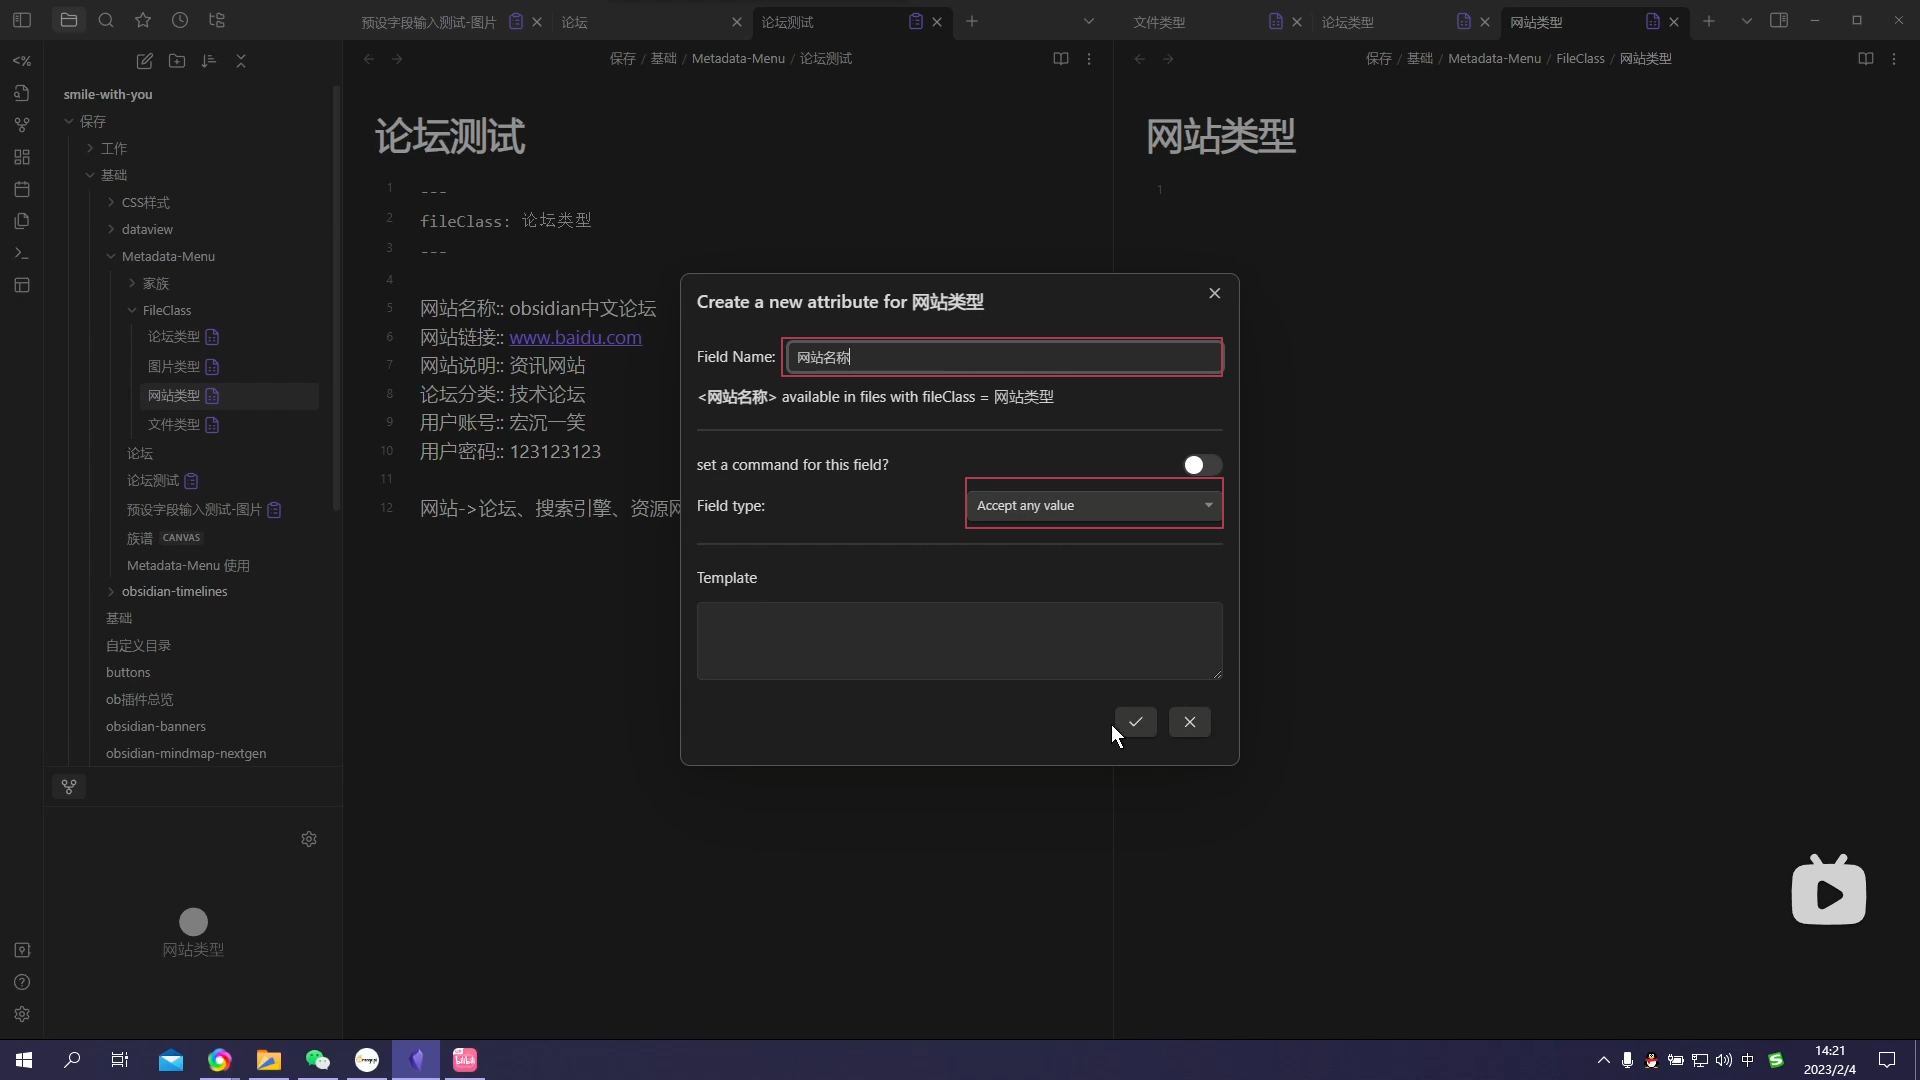 预设字段输入测试-图片
论坛
论坛测试
文件类型
论坛类型
网站类型
保存 / 基础 / Metadata-Menu / 论坛测试
保存 / 基础 / Metadata-Menu / FileClass / 网站类型
smile-with-you
保存
工作
基础
CSS样式
dataview
Metadata-Menu
家族
FileClass
论坛类型
图片类型
网站类型
文件类型
论坛
论坛测试
预设字段输入测试-图片
族谱 CANVAS
Metadata-Menu 使用
obsidian-timelines
基础
自定义目录
buttons
ob插件总览
obsidian-banners
obsidian-mindmap-nextgen
网站类型
论坛测试
1 ---
2 fileClass: 论坛类型
3 ---
4
5 网站名称:: obsidian中文论坛
6 网站链接:: www.baidu.com
7 网站说明:: 资讯网站
8 论坛分类:: 技术论坛
9 用户账号:: 宏沉一笑
10 用户密码:: 123123123
11
12 网站->论坛、搜索引擎、资源网
网站类型
1
Create a new attribute for 网站类型
Field Name: 网站名称
<网站名称> available in files with fileClass = 网站类型
set a command for this field?
Field type: Accept any value
Template
中
14:21
2023/2/4